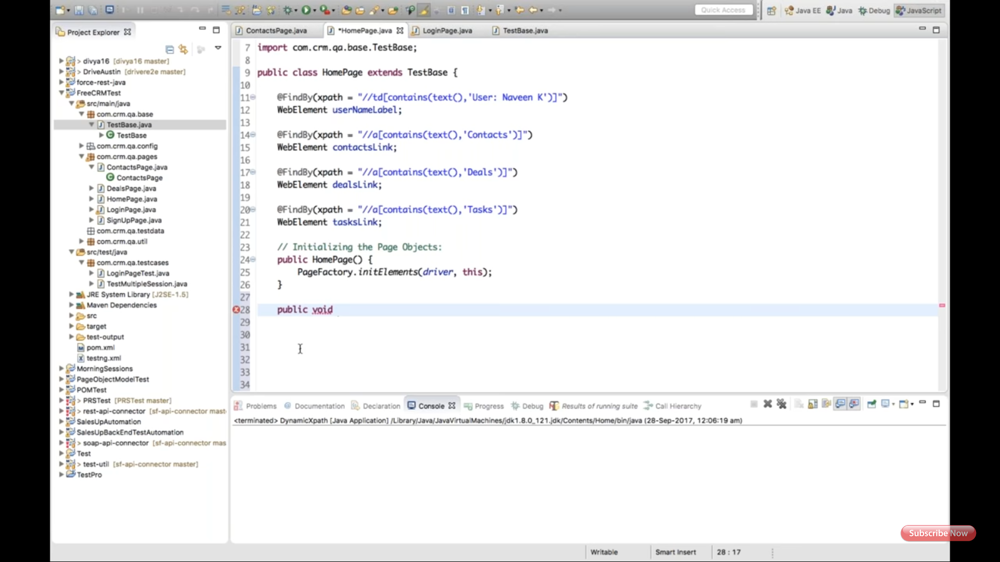 Quick Access
Java EE
Java
Debug
JavaScript
Project Explorer
ContactsPage.java
*HomePage.java
LoginPage.java
TestBase.java
> divya16 [divya16 master]
> DriveAustin [drivere2e master]
force-rest-java
FreeCRMTest
src/main/java
com.crm.qa.base
TestBase.java
TestBase
com.crm.qa.config
com.crm.qa.pages
ContactsPage.java
ContactsPage
DealsPage.java
HomePage.java
LoginPage.java
SignUpPage.java
com.crm.qa.testdata
com.crm.qa.util
src/test/java
com.crm.qa.testcases
LoginPageTest.java
TestMultipleSession.java
JRE System Library [J2SE-1.5]
Maven Dependencies
src
target
test-output
pom.xml
testng.xml
MorningSessions
PageObjectModelTest
POMTest
> PRSTest [PRSTest master]
> rest-api-connector [sf-api-connector mast
SalesUpAutomation
SalesUpBackEndTestAutomation
> soap-api-connector [sf-api-connector mas
Test
> test-util [sf-api-connector master]
TestPro
7 import com.crm.qa.base.TestBase;
8
9 public class HomePage extends TestBase {
10
11 @FindBy(xpath = "//td[contains(text(),'User: Naveen K')]")
12 WebElement userNameLabel;
13
14 @FindBy(xpath = "//a[contains(text(),'Contacts')]")
15 WebElement contactsLink;
16
17 @FindBy(xpath = "//a[contains(text(),'Deals')]")
18 WebElement dealsLink;
19
20 @FindBy(xpath = "//a[contains(text(),'Tasks')]")
21 WebElement tasksLink;
22
23 // Initializing the Page Objects:
24 public HomePage() {
25 PageFactory.initElements(driver, this);
26 }
27
28 public void
29
30
31
32
33
34
Problems
Documentation
Declaration
Console
Progress
Debug
Results of running suite
Call Hierarchy
<terminated> DynamicXpath [Java Application] /Library/Java/JavaVirtualMachines/jdk1.8.0_121.jdk/Contents/Home/bin/java (28-Sep-2017, 12:06:19 am)
Subscribe Now
Writable
Smart Insert
28 : 17